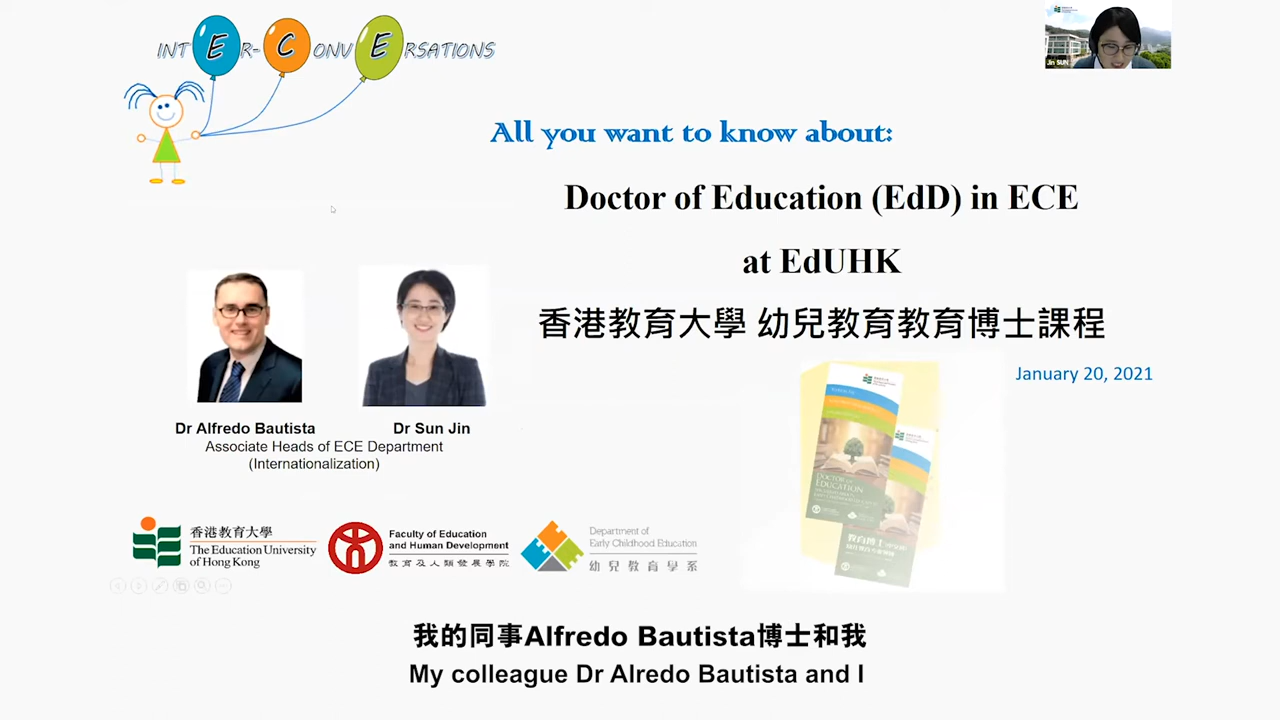 INTER-CONVERSATIONS
Jin SUN
All you want to know about:
Doctor of Education (EdD) in ECE
at EdUHK
香港教育大學 幼兒教育教育博士課程
January 20, 2021
Dr Alfredo Bautista
Dr Sun Jin
Associate Heads of ECE Department
(Internationalization)
DOCTOR OF
EDUCATION
香港教育大學
The Education University
of Hong Kong
Faculty of Education
and Human Development
教育及人類發展學院
Department of
Early Childhood Education
幼兒教育學系
我的同事Alfredo Bautista博士和我
My colleague Dr Alredo Bautista and I